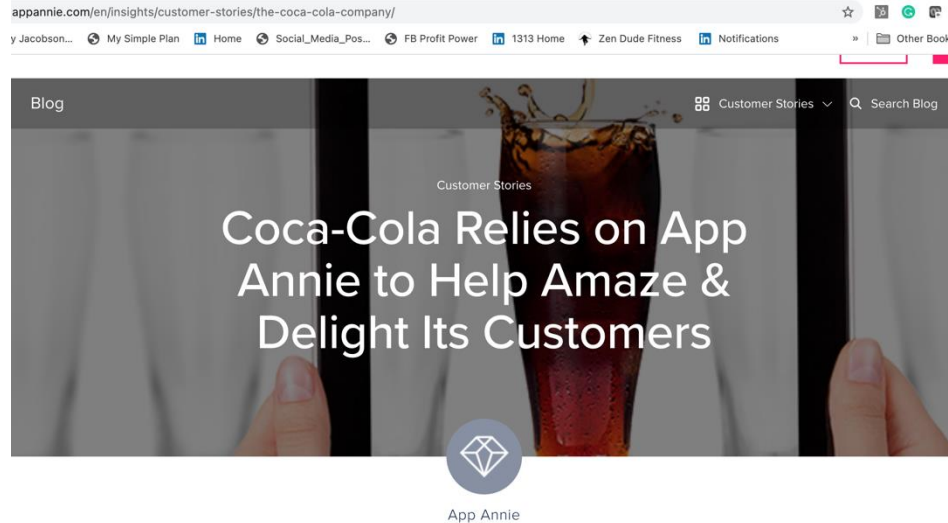 appannie.com/en/insights/customer-stories/the-coca-cola-company/
y Jacobson... My Simple Plan Home Social_Media_Pos... FB Profit Power 1313 Home Zen Dude Fitness Notifications » Other Book
Blog Customer Stories Search Blog
Customer Stories
Coca-Cola Relies on App
Annie to Help Amaze &
Delight Its Customers
App Annie